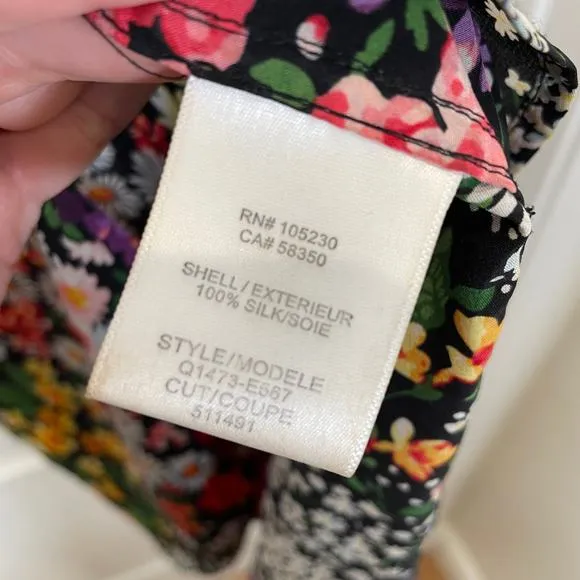 RN# 105230
CA# 58350
SHELL/EXTERIEUR
100% SILK/SOIE
STYLE/MODELE
Q1473-E567
CUT/COUPE
511491